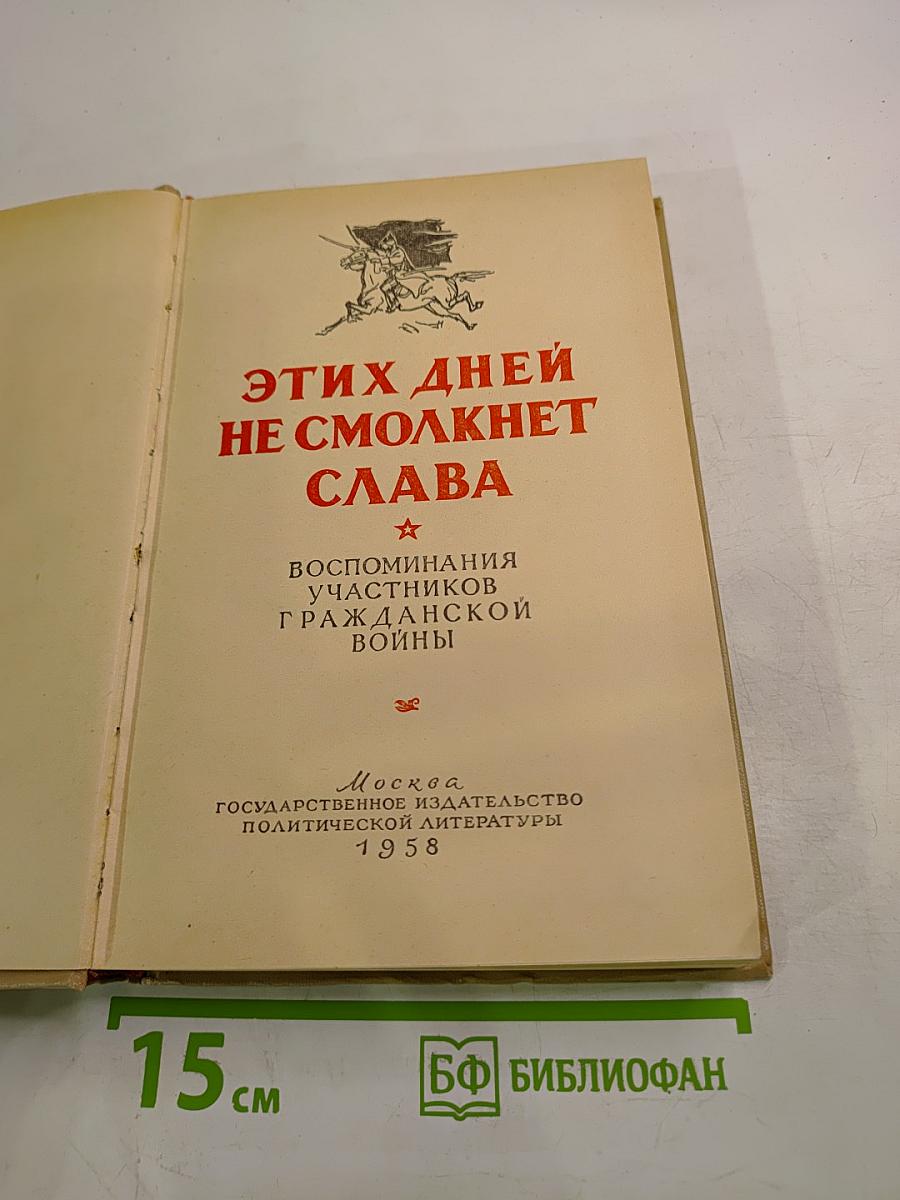 ЭТИХ ДНЕЙ
НЕ СМОЛКНЕТ
СЛАВА
ВОСПОМИНАНИЯ
УЧАСТНИКОВ
ГРАЖДАНСКОЙ
ВОЙНЫ
Москва
ГОСУДАРСТВЕННОЕ ИЗДАТЕЛЬСТВО
ПОЛИТИЧЕСКОЙ ЛИТЕРАТУРЫ
1958
15 см
БФ БИБЛИОФАН